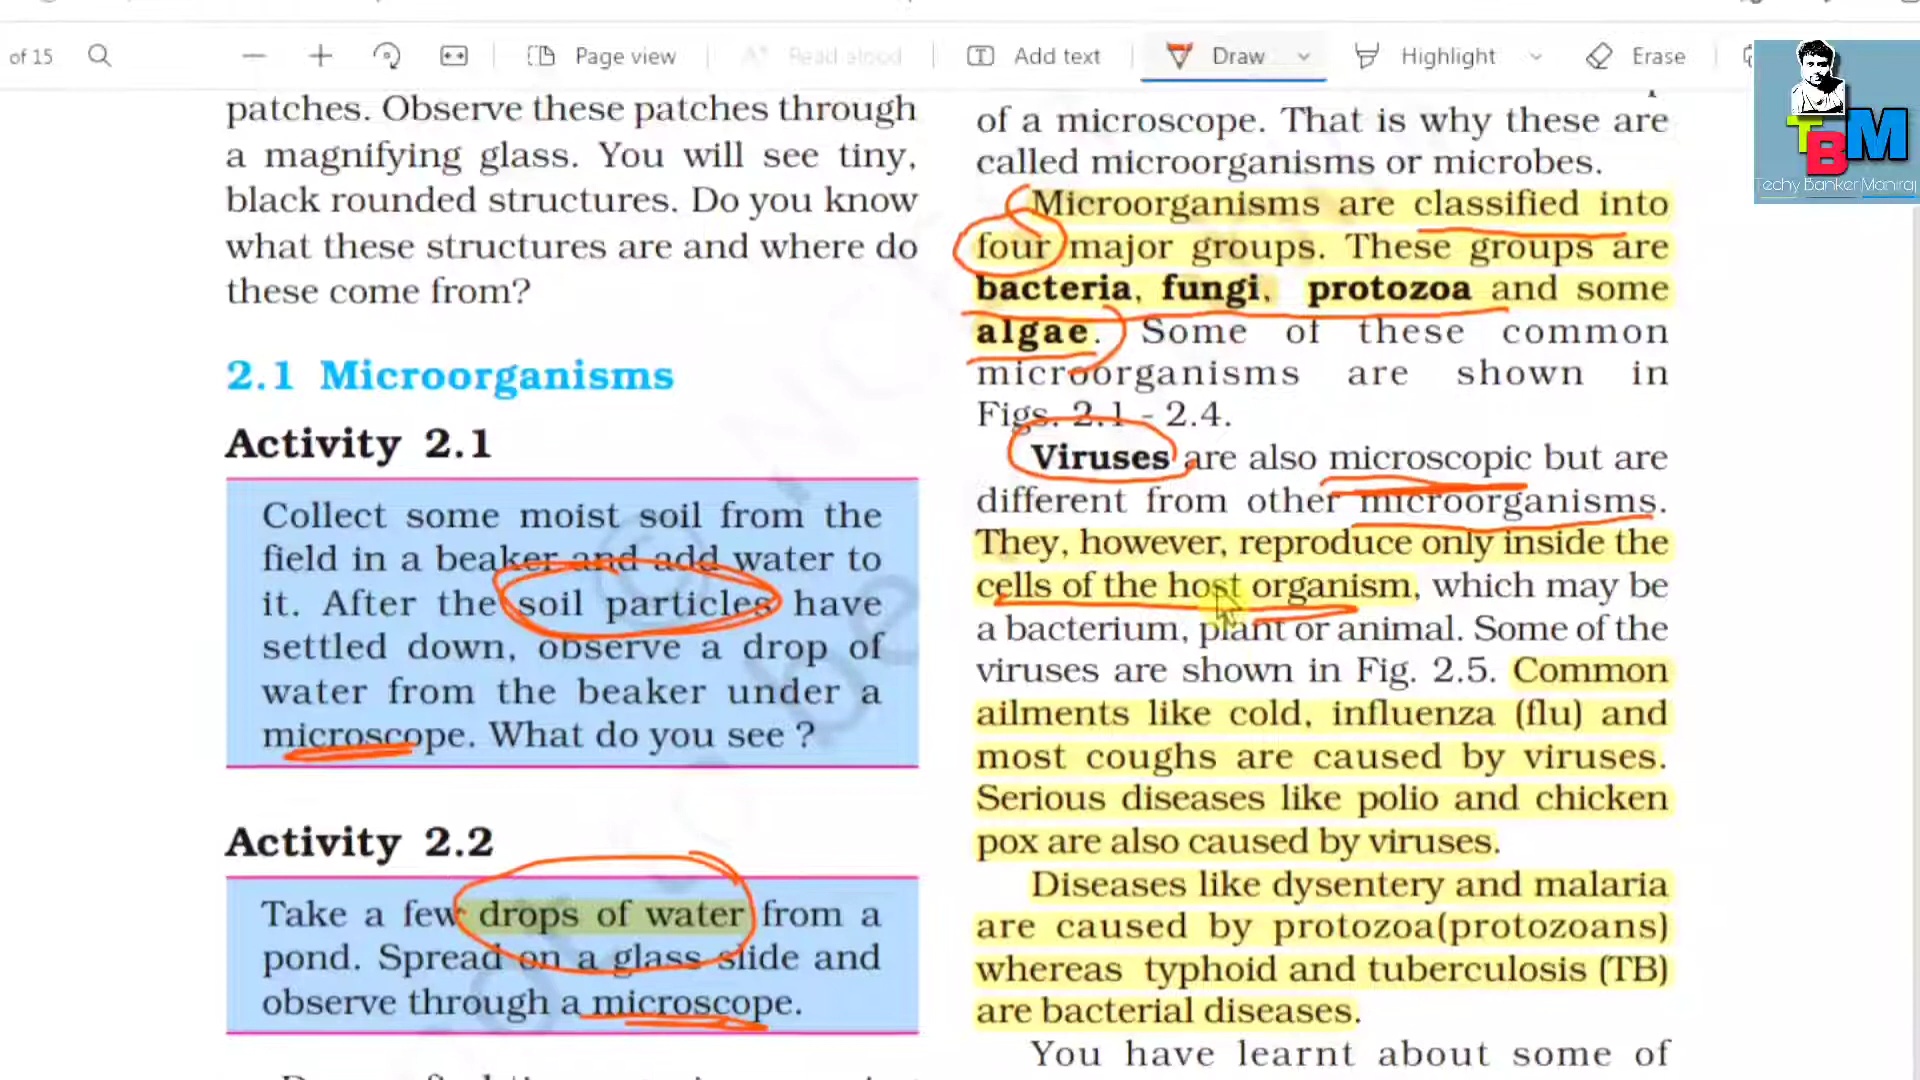 of 15
Page view
Read aloud
Add text
Draw
Highlight
Erase
TBM
Techy Banker Maniraj
patches. Observe these patches through
a magnifying glass. You will see tiny,
black rounded structures. Do you know
what these structures are and where do
these come from?
2.1 Microorganisms
Activity 2.1
Collect some moist soil from the
field in a beaker and add water to
it. After the soil particles have
settled down, observe a drop of
water from the beaker under a
microscope. What do you see ?
Activity 2.2
Take a few drops of water from a
pond. Spread on a glass slide and
observe through a microscope.
of a microscope. That is why these are
called microorganisms or microbes.
Microorganisms are classified into
four major groups. These groups are
bacteria, fungi, protozoa and some
algae. Some of these common
microorganisms are shown in
Figs. 2.1 - 2.4.
Viruses are also microscopic but are
different from other microorganisms.
They, however, reproduce only inside the
cells of the host organism, which may be
a bacterium, plant or animal. Some of the
viruses are shown in Fig. 2.5. Common
ailments like cold, influenza (flu) and
most coughs are caused by viruses.
Serious diseases like polio and chicken
pox are also caused by viruses.
Diseases like dysentery and malaria
are caused by protozoa(protozoans)
whereas typhoid and tuberculosis (TB)
are bacterial diseases.
You have learnt about some of